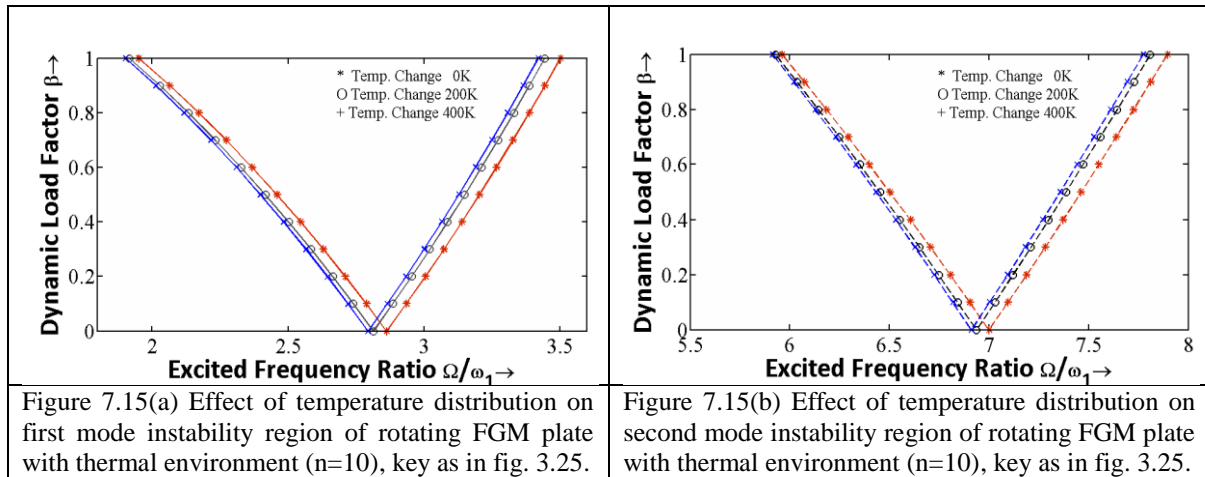 1
0.8
0.6
0.4
0.2
0
Dynamic Load Factor β→
* Temp. Change 0K
O Temp. Change 200K
+ Temp. Change 400K
2 2.5 3 3.5
Excited Frequency Ratio Ω/ω₁→
Figure 7.15(a) Effect of temperature distribution on
first mode instability region of rotating FGM plate
with thermal environment (n=10), key as in fig. 3.25.
1
0.8
0.6
0.4
0.2
0
Dynamic Load Factor β→
* Temp. Change 0K
O Temp. Change 200K
+ Temp. Change 400K
5.5 6 6.5 7 7.5 8
Excited Frequency Ratio Ω/ω₁→
Figure 7.15(b) Effect of temperature distribution on
second mode instability region of rotating FGM plate
with thermal environment (n=10), key as in fig. 3.25.